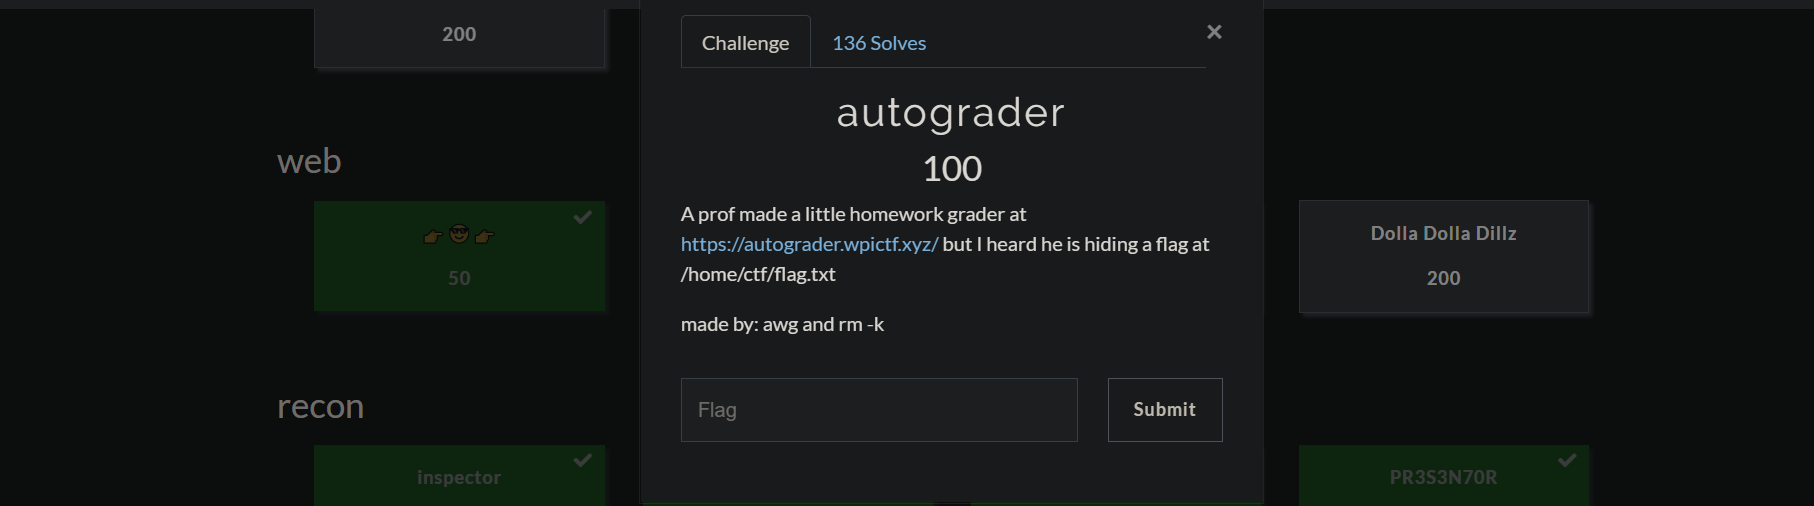 200
Challenge
136 Solves
×
autograder
100
web
A prof made a little homework grader at
https://autograder.wpictf.xyz/ but I heard he is hiding a flag at
/home/ctf/flag.txt
👉😎👉
50
Dolla Dolla Dillz
200
made by: awg and rm -k
Flag
Submit
recon
inspector
PR3S3N70R